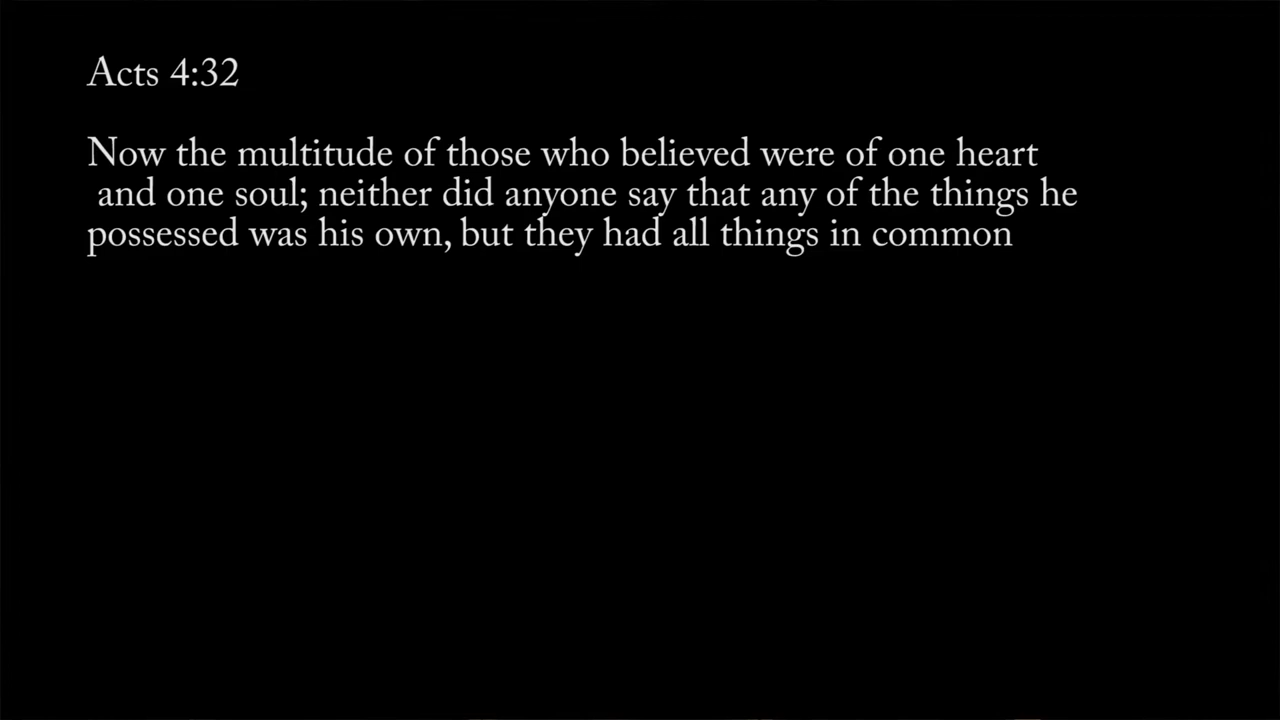 Acts 4:32
Now the multitude of those who believed were of one heart
and one soul; neither did anyone say that any of the things he
possessed was his own, but they had all things in common